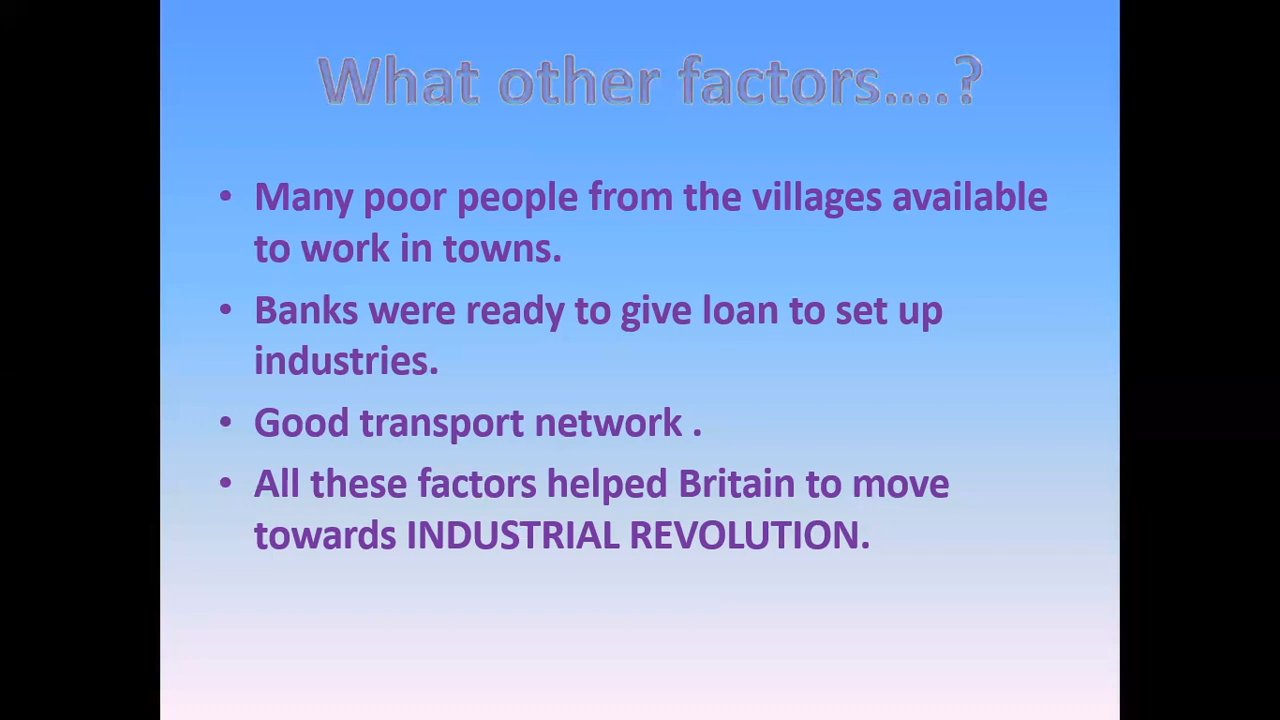 What other factors....?
• Many poor people from the villages available
to work in towns.
• Banks were ready to give loan to set up
industries.
• Good transport network .
• All these factors helped Britain to move
towards INDUSTRIAL REVOLUTION.